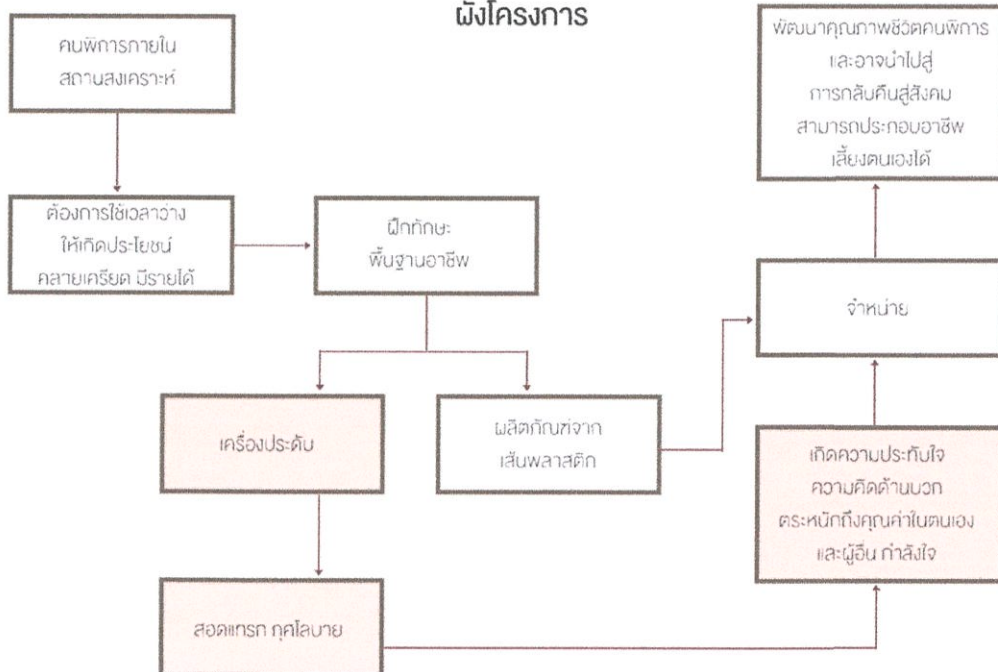 ผังโครงการ
คนพิการภายใน
สถานสงเคราะห์
ต้องการใช้เวลาว่าง
ให้เกิดประโยชน์
คลายเครียด มีรายได้
ฝึกทักษะ
พื้นฐานอาชีพ
เครื่องประดับ
ผลิตภัณฑ์จาก
เส้นพลาสติก
สอดแทรก กุศโลบาย
เกิดความประทับใจ
ความคิดด้านบวก
ตระหนักถึงคุณค่าในตนเอง
และผู้อื่น กำลังใจ
จำหน่าย
พัฒนาคุณภาพชีวิตคนพิการ
และอาจนำไปสู่
การกลับคืนสู่สังคม
สามารถประกอบอาชีพ
เลี้ยงตนเองได้